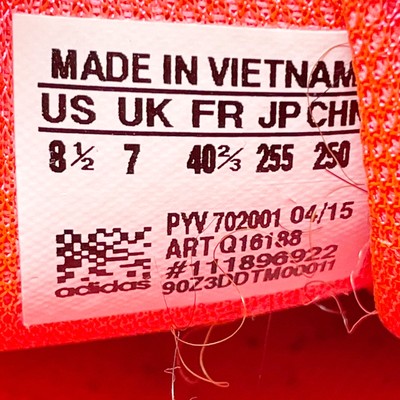 MADE IN VIETNAM
US UK FR JP CHN
8½ 7 40⅔ 255 250
PYV 702001 04/15
ART Q16188
#111896922
90Z3DDTM00011
adidas